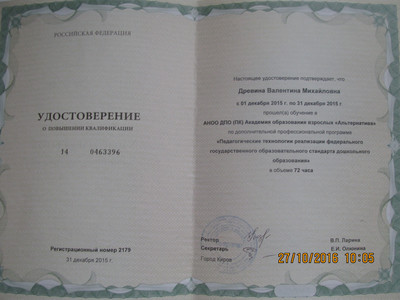 РОССИЙСКАЯ ФЕДЕРАЦИЯ
УДОСТОВЕРЕНИЕ
О ПОВЫШЕНИИ КВАЛИФИКАЦИИ
14 0463396
Регистрационный номер 2179
31 декабря 2015 г.
Настоящее удостоверение подтверждает, что
Древина Валентина Михайловна
с 01 декабря 2015 г. по 31 декабря 2015 г.
прошел(а) обучение в
АНОО ДПО (ПК) Академия образования взрослых «Альтернатива»
по дополнительной профессиональной программе
«Педагогические технологии реализации федерального
государственного образовательного стандарта дошкольного
образования»
в объеме 72 часа
Ректор В.П. Ларина
Секретарь Е.И.
Город Киров
27/10/2016 10:05